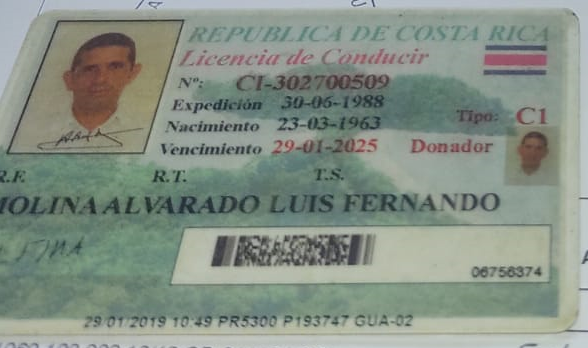 REPUBLICA DE COSTA RICA
Licencia de Conducir
Nº: CI-302700509
Expedición 30-06-1988
Nacimiento 23-03-1963
Tipo: C1
Vencimiento 29-01-2025 Donador
R.F. R.T. T.S.
MOLINA ALVARADO LUIS FERNANDO
06756374
29/01/2019 10:49 PR5300 P193747 GUA-02